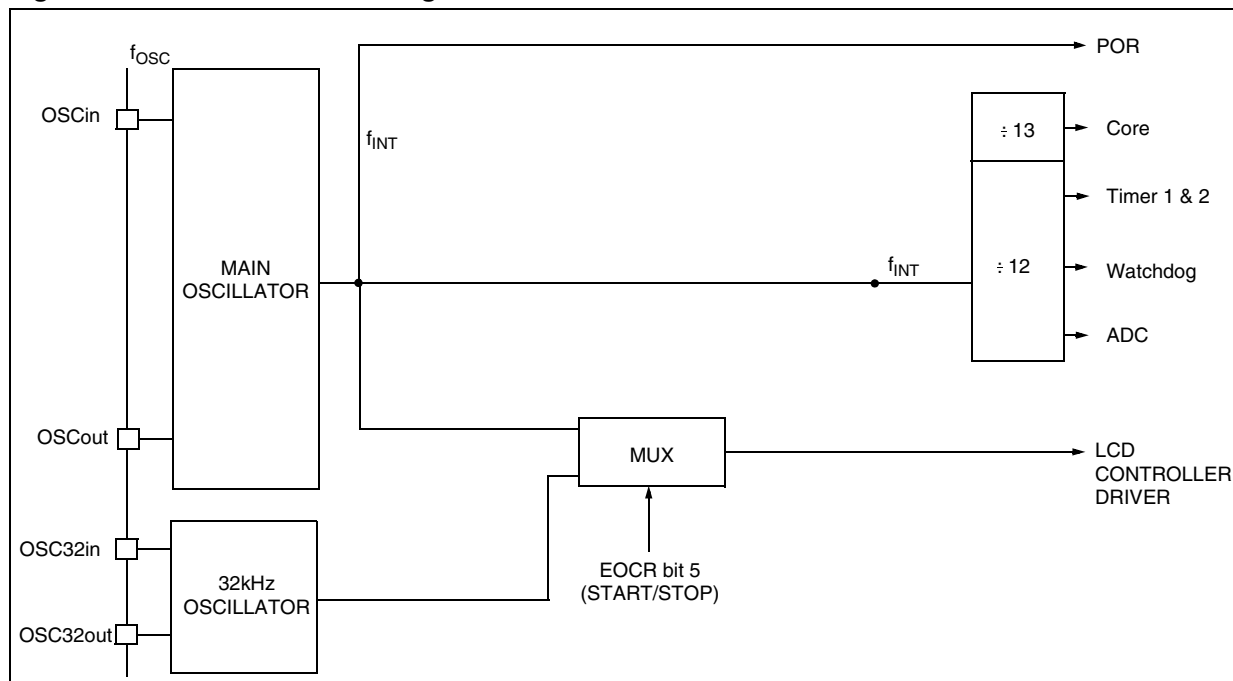 fOSC
POR
OSCin
÷ 13
Core
fINT
Timer 1 & 2
MAIN
OSCILLATOR
fINT
÷ 12
Watchdog
ADC
OSCout
MUX
LCD
CONTROLLER
DRIVER
OSC32in
32kHz
OSCILLATOR
EOCR bit 5
(START/STOP)
OSC32out